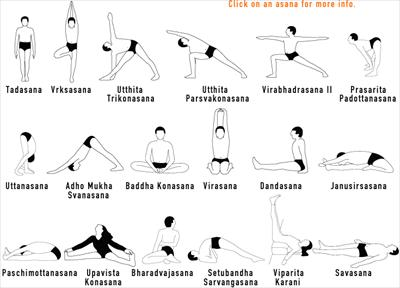 Click on an asana for more info.
Tadasana
Vrksasana
Utthita
Trikonasana
Utthita
Parsvakonasana
Virabhadrasana II
Prasarita
Padottanasana
Uttanasana
Adho Mukha
Svanasana
Baddha Konasana
Virasana
Dandasana
Janusirsasana
Paschimottanasana
Upavista
Konasana
Bharadvajasana
Setubandha
Sarvangasana
Viparita
Karani
Savasana